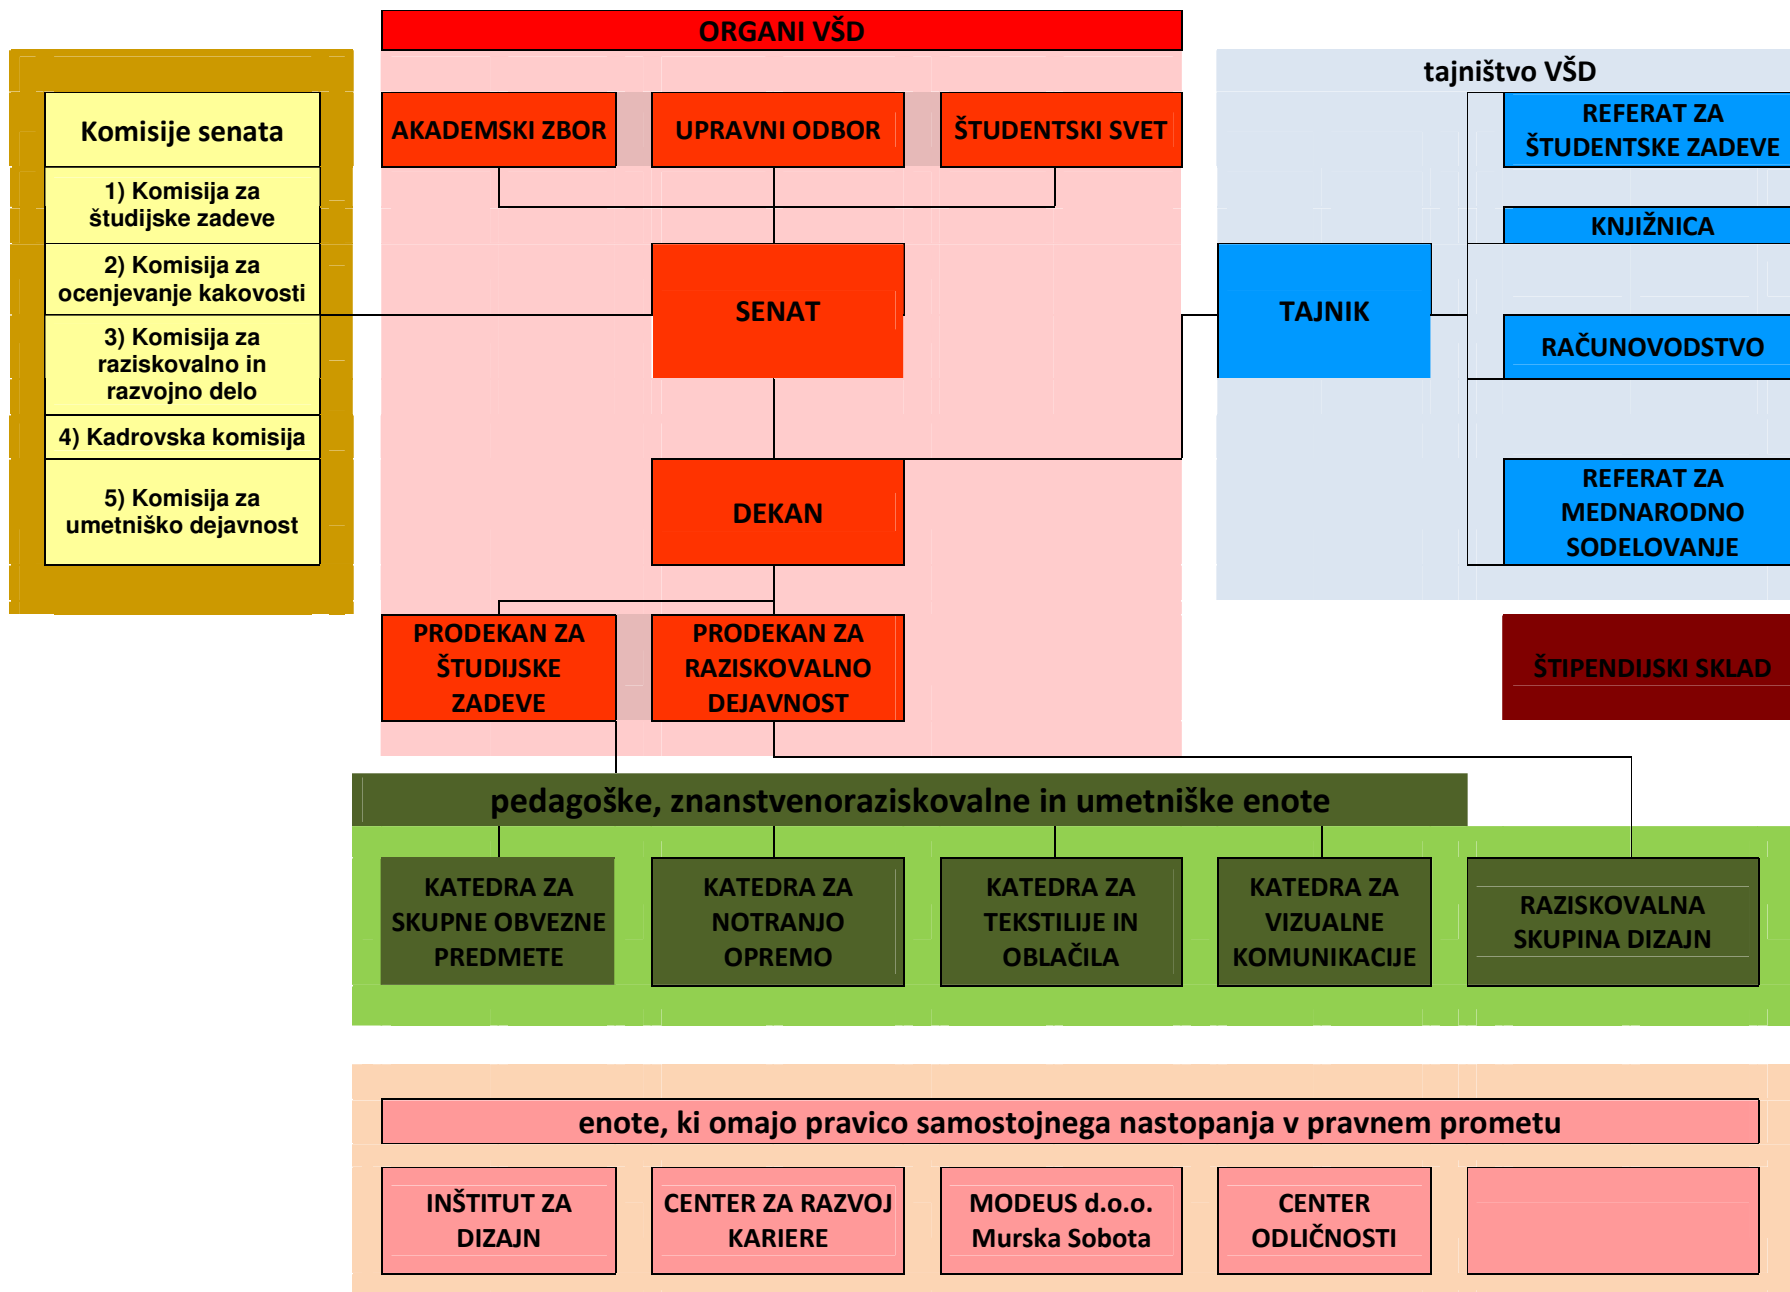 ORGANI VŠD
tajništvo VŠD
Komisije senata
1) Komisija za
študijske zadeve
2) Komisija za
ocenjevanje kakovosti
3) Komisija za
raziskovalno in
razvojno delo
4) Kadrovska komisija
5) Komisija za
umetniško dejavnost
AKADEMSKI ZBOR
UPRAVNI ODBOR
ŠTUDENTSKI SVET
SENAT
DEKAN
PRODEKAN ZA
ŠTUDIJSKE
ZADEVE
PRODEKAN ZA
RAZISKOVALNO
DEJAVNOST
TAJNIK
REFERAT ZA
ŠTUDENTSKE ZADEVE
KNJIŽNICA
RAČUNOVODSTVO
REFERAT ZA
MEDNARODNO
SODELOVANJE
ŠTIPENDIJSKI SKLAD
pedagoške, znanstvenoraziskovalne in umetniške enote
KATEDRA ZA
SKUPNE OBVEZNE
PREDMETE
KATEDRA ZA
NOTRANJO
OPREMO
KATEDRA ZA
TEKSTILIJE IN
OBLAČILA
KATEDRA ZA
VIZUALNE
KOMUNIKACIJE
RAZISKOVALNA
SKUPINA DIZAJN
enote, ki omajo pravico samostojnega nastopanja v pravnem prometu
INŠTITUT ZA
DIZAJN
CENTER ZA RAZVOJ
KARIERE
MODEUS d.o.o.
Murska Sobota
CENTER
ODLIČNOSTI